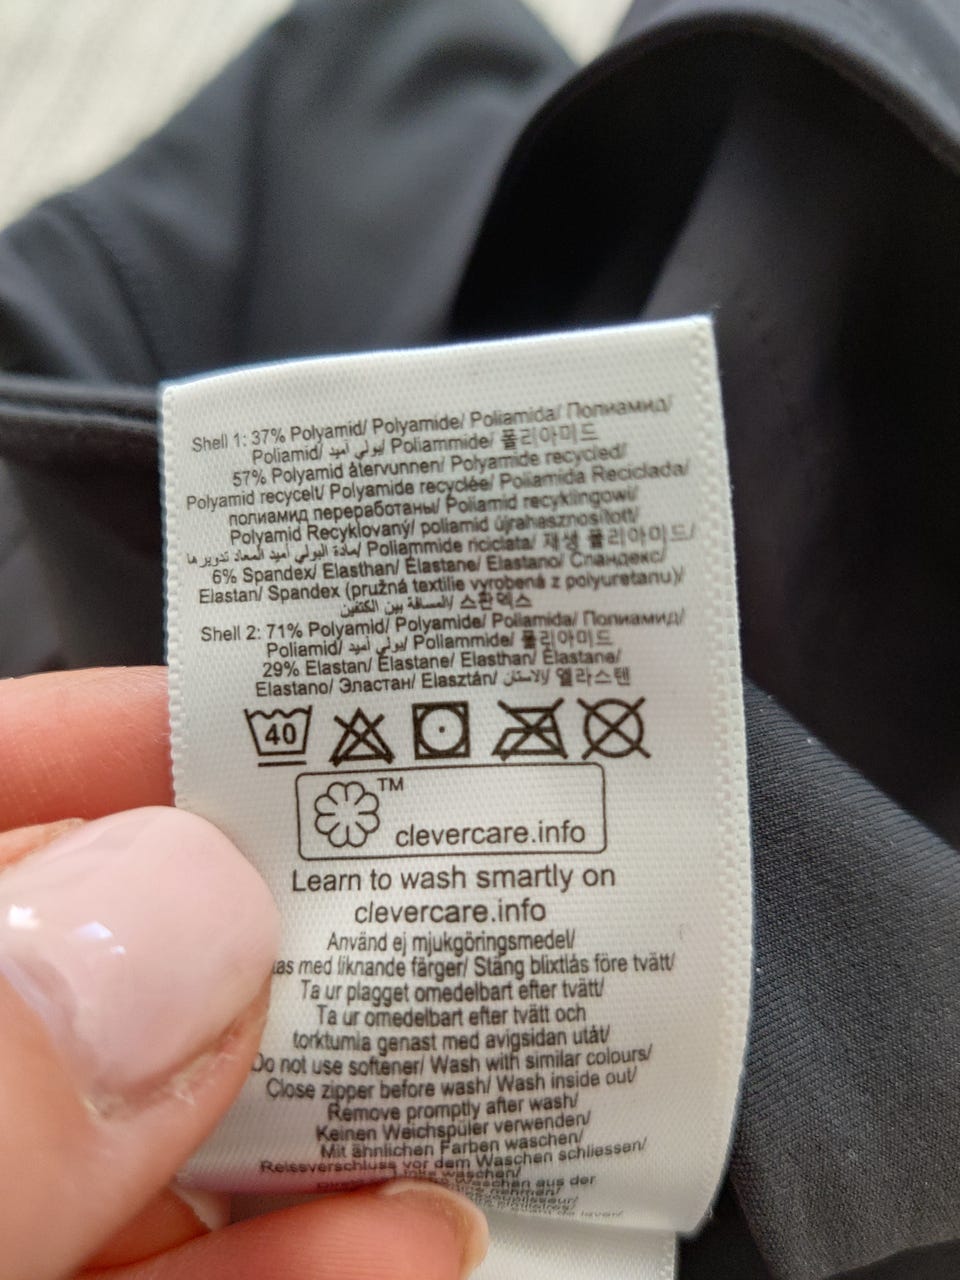 Shell 1: 37% Polyamid/ Polyamide/ Poliamida/ Полиамид/
Poliamid/ بولي أميد/ Poliammide/ 폴리아미드
57% Polyamid återvunnen/ Polyamide recycled/
Polyamid recycelt/ Polyamide recyclée/ Poliamida Reciclada/
полиамид переработаны/ Poliamid recyklingowi/
Polyamid Recyklovaný/ poliamid újrahasznosított/
مادة البولي أميد المعاد تدويرها/ Poliammide riciclata/ 재생 폴리아미드/
6% Spandex/ Elasthan/ Élastane/ Elastano/ Спандекс/
Elastan/ Spandex (pružná textilie vyrobená z polyuretanu)/
المسافة بين الكتفين/ 스판덱스
Shell 2: 71% Polyamid/ Polyamide/ Poliamida/ Полиамид/
Poliamid/ بولي أميد/ Poliammide/ 폴리아미드
29% Elastan/ Elastane/ Elasthan/ Élastane/
Elastano/ Эластан/ Elasztán/ الاستان/ 엘라스텐
40
TM
clevercare.info
Learn to wash smartly on
clevercare.info
Använd ej mjukgöringsmedel/
med liknande färger/ Stäng blixtlås före tvätt/
Ta ur plagget omedelbart efter tvätt/
Ta ur omedelbart efter tvätt och
torktumla genast med avigsidan utåt/
Do not use softener/ Wash with similar colours/
Close zipper before wash/ Wash inside out/
Remove promptly after wash/
Keinen Weichspüler verwenden/
Mit ähnlichen Farben waschen/
Reissverschluss vor dem Waschen schliessen/
links waschen/
waschen aus der